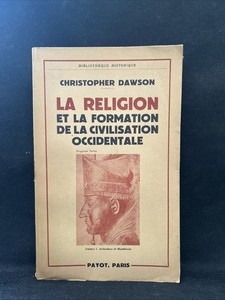 BIBLIOTHÈQUE HISTORIQUE
CHRISTOPHER DAWSON
LA RELIGION
ET LA FORMATION
DE LA CIVILISATION
OCCIDENTALE
PAYOT, PARIS